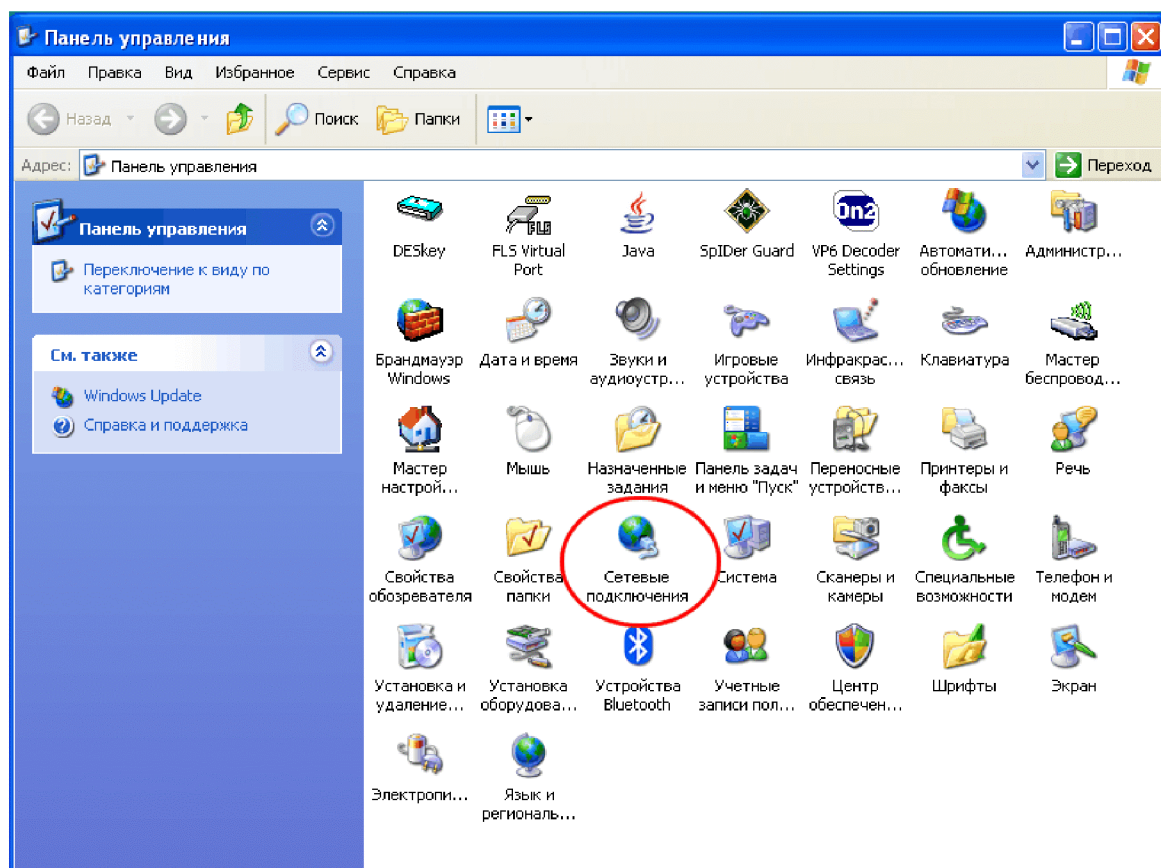 Панель управления
Файл Правка Вид Избранное Сервис Справка
Назад Поиск Папки
Адрес: Панель управления Переход
Панель управления
Переключение к виду по
категориям
См. также
Windows Update
Справка и поддержка
DESkey
FLS
FLS Virtual
Port
Java
SpIDer Guard
On2
VP6 Decoder
Settings
Автомати...
обновление
Администр...
Брандмауэр
Windows
Дата и время
Звуки и
аудиоустр...
Игровые
устройства
Инфракрас...
связь
Клавиатура
Мастер
беспровод...
Мастер
настрой...
Мышь
Назначенные
задания
Панель задач
и меню "Пуск"
Переносные
устройств...
Принтеры и
факсы
Речь
Свойства
обозревателя
Свойства
папки
Сетевые
подключения
Система
Сканеры и
камеры
Специальные
возможности
Телефон и
модем
Установка и
удаление...
Установка
оборудова...
Устройства
Bluetooth
Учетные
записи пол...
Центр
обеспечен...
Шрифты
Экран
Электропи...
Язык и
региональ...